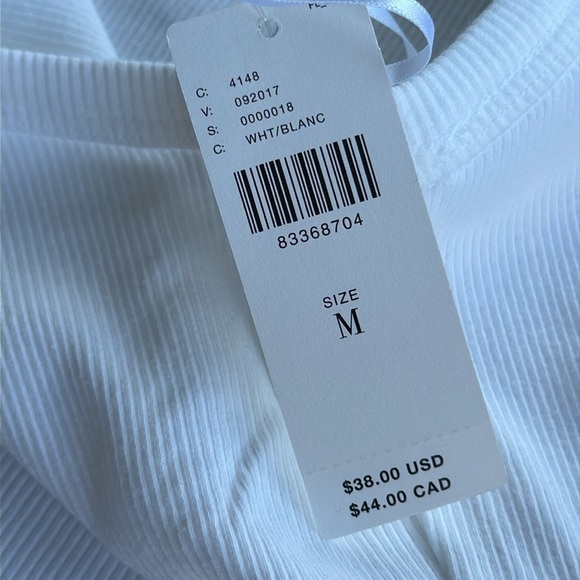 C: 4148
V: 092017
S: 0000018
C: WHT/BLANC
83368704
SIZE
M
$38.00 USD
$44.00 CAD